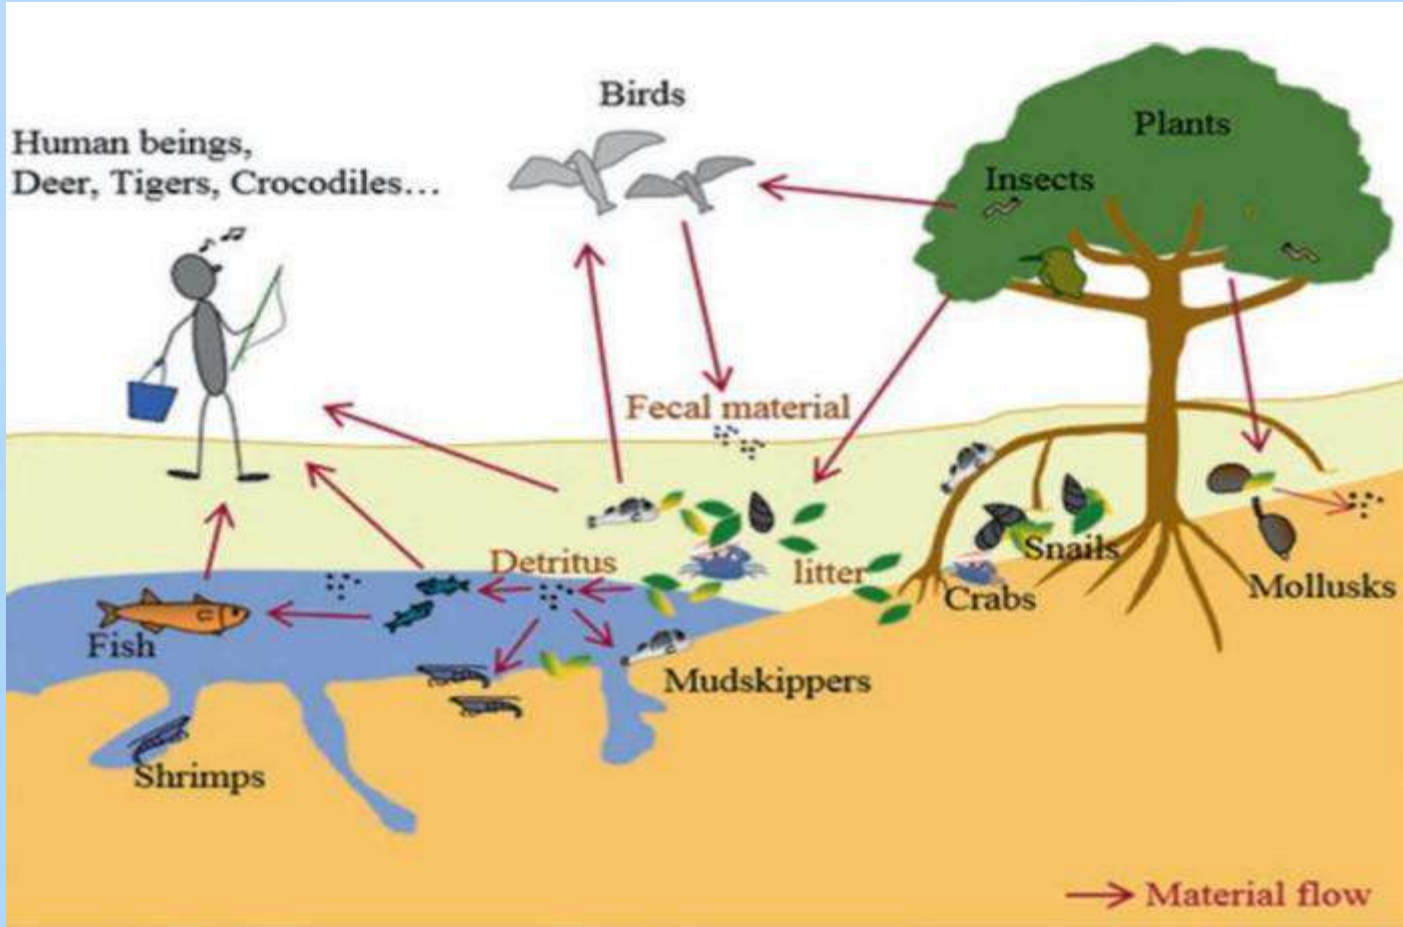 Birds
Plants
Human beings,
Deer, Tigers, Crocodiles...
Insects
Fecal material
Detritus
litter
Snails
Crabs
Mollusks
Fish
Mudskippers
Shrimps
Material flow